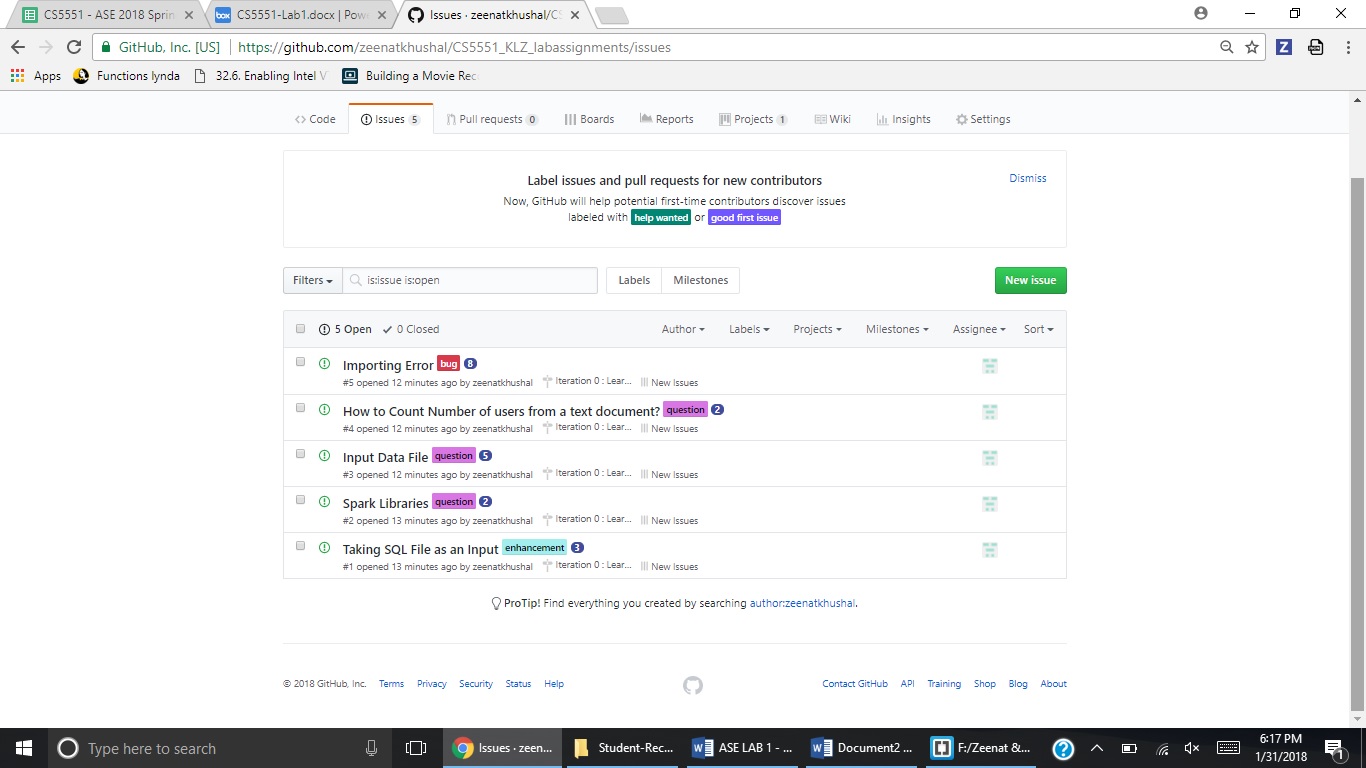 CS5551 - ASE 2018 Sprin
CS5551-Lab1.docx | Pow
Issues · zeenatkhushal/CS
GitHub, Inc. [US] https://github.com/zeenatkhushal/CS5551_KLZ_labassignments/issues
Apps Functions lynda 32.6. Enabling Intel V Building a Movie Rec
Code Issues 5 Pull requests 0 Boards Reports Projects 1 Wiki Insights Settings
Label issues and pull requests for new contributors
Dismiss
Now, GitHub will help potential first-time contributors discover issues
labeled with help wanted or good first issue
Filters is:issue is:open Labels Milestones New issue
5 Open 0 Closed Author Labels Projects Milestones Assignee Sort
Importing Error bug 8
#5 opened 12 minutes ago by zeenatkhushal Iteration 0 : Lear... New Issues
How to Count Number of users from a text document? question 2
#4 opened 12 minutes ago by zeenatkhushal Iteration 0 : Lear... New Issues
Input Data File question 5
#3 opened 12 minutes ago by zeenatkhushal Iteration 0 : Lear... New Issues
Spark Libraries question 2
#2 opened 13 minutes ago by zeenatkhushal Iteration 0 : Lear... New Issues
Taking SQL File as an Input enhancement 3
#1 opened 13 minutes ago by zeenatkhushal Iteration 0 : Lear... New Issues
ProTip! Find everything you created by searching author:zeenatkhushal.
© 2018 GitHub, Inc. Terms Privacy Security Status Help
Contact GitHub API Training Shop Blog About
Type here to search
Issues · zeen...
Student-Rec...
ASE LAB 1 - ...
Document2 ...
F:/Zeenat &...
6:17 PM
1/31/2018
1